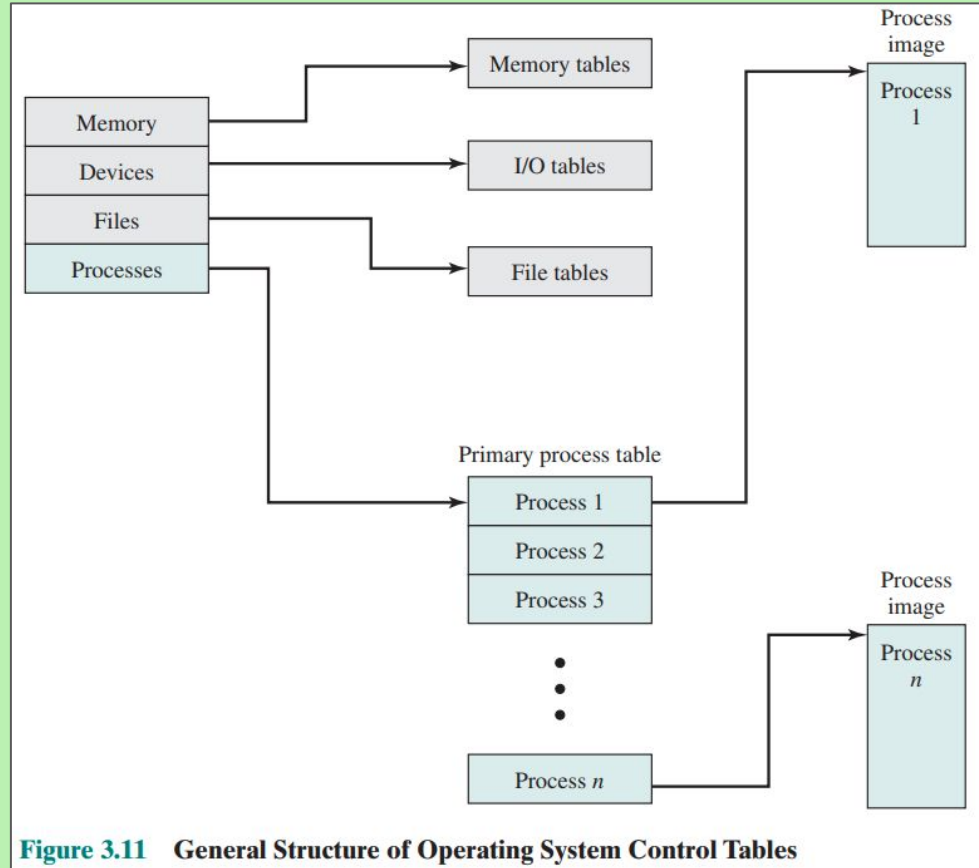 Process
image
Memory tables
Process
1
Memory
Devices
I/O tables
Files
Processes
File tables
Primary process table
Process 1
Process 2
Process 3
Process
image
Process
n
Process n
Figure 3.11 General Structure of Operating System Control Tables